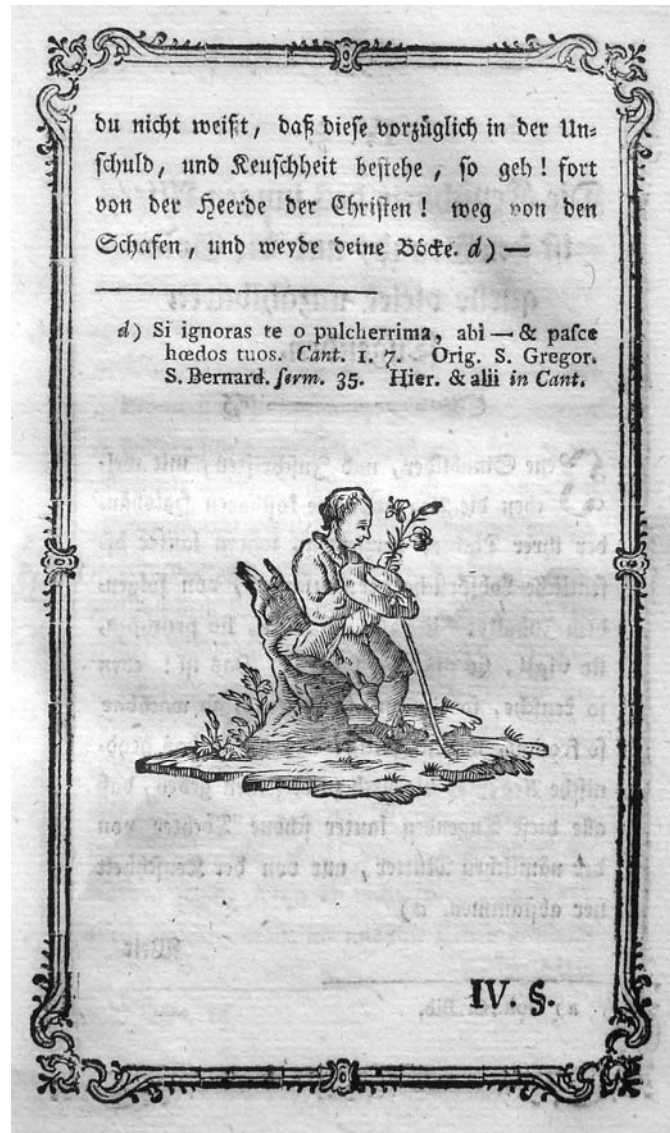 du nicht weißt, daß diese vorzüglich in der Un=
schuld, und Keuschheit bestehe, so geh! fort
von der Heerde der Christen! weg von den
Schafen, und weyde deine Böcke. d) —
d) Si ignoras te o pulcherrima, abi — & pasce
hœdos tuos. Cant. 1. 7. Orig. S. Gregor.
S. Bernard. serm. 35. Hier. & alii in Cant.
IV. §.